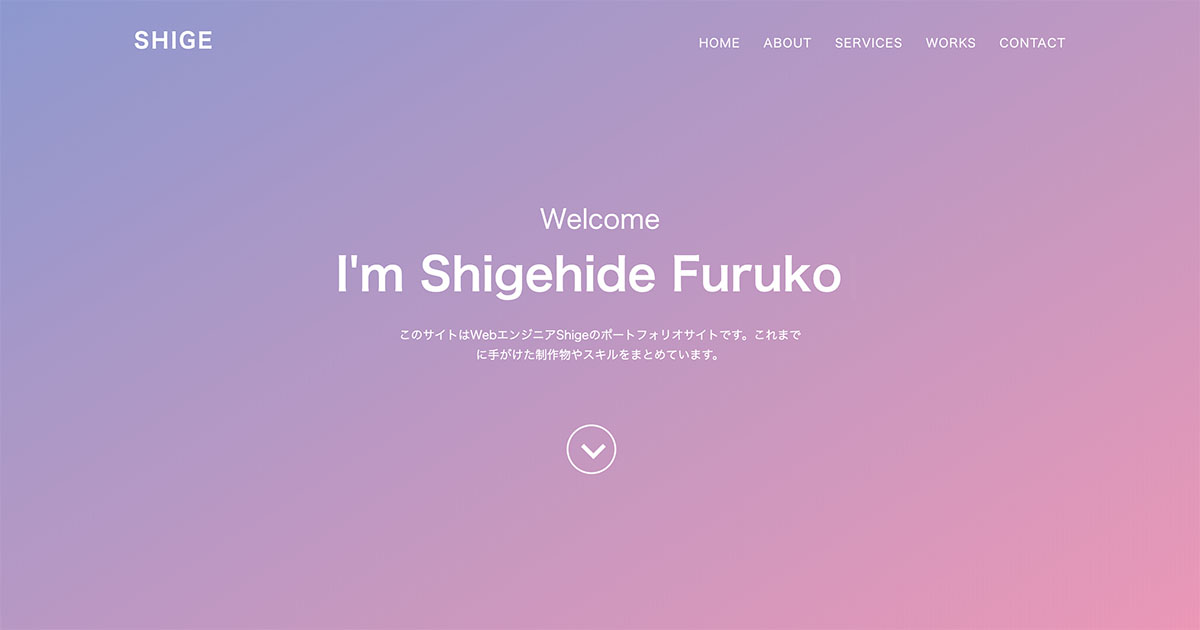 SHIGE
HOME ABOUT SERVICES WORKS CONTACT
Welcome
I'm Shigehide Furuko
このサイトはWebエンジニアShigeのポートフォリオサイトです。これまで
に手がけた制作物やスキルをまとめています。